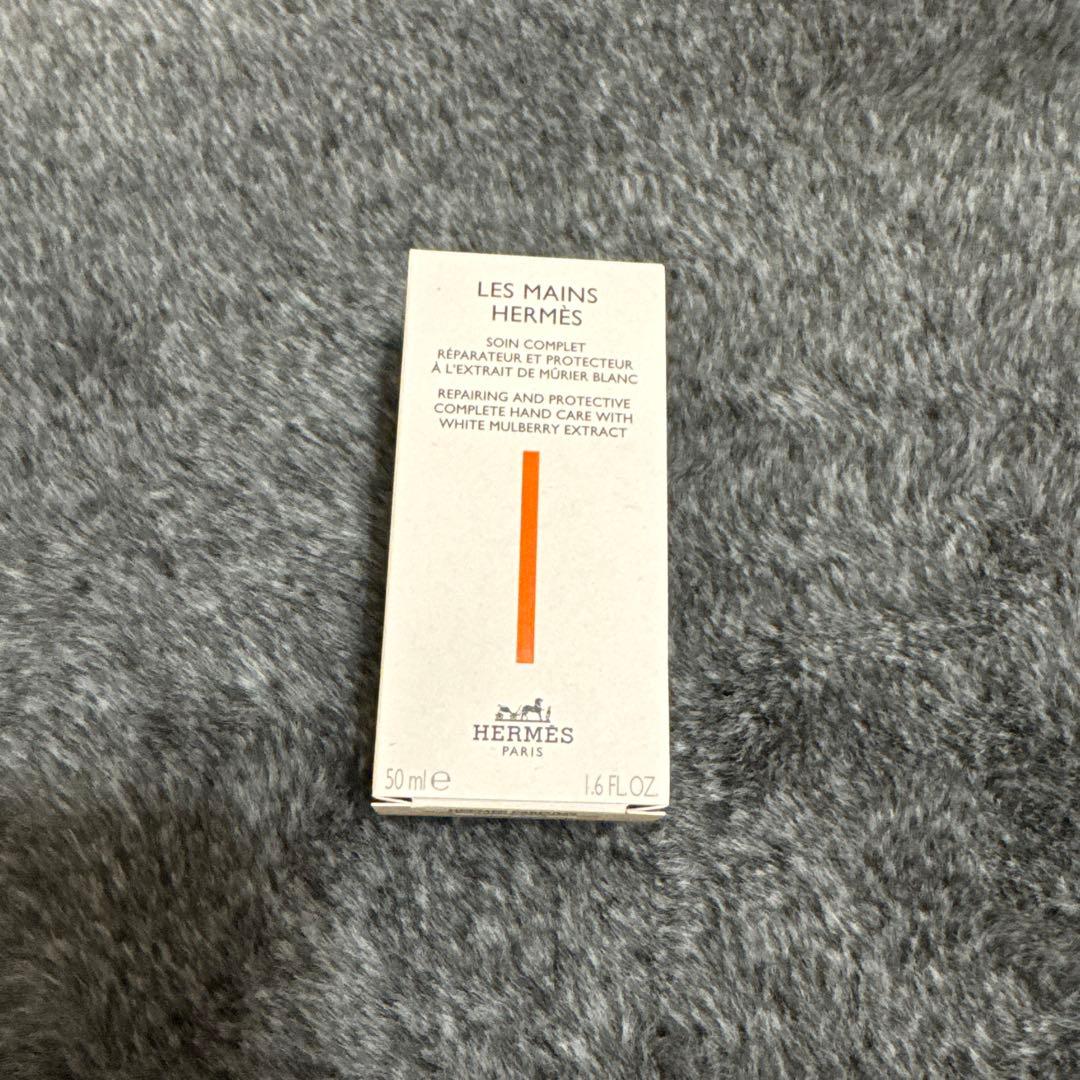 LES MAINS
HERMÈS
SOIN COMPLET
RÉPARATEUR ET PROTECTEUR
À L'EXTRAIT DE MÛRIER BLANC
REPAIRING AND PROTECTIVE
COMPLETE HAND CARE WITH
WHITE MULBERRY EXTRACT
HERMÈS
PARIS
50 ml ℮ 1.6 FL.OZ.